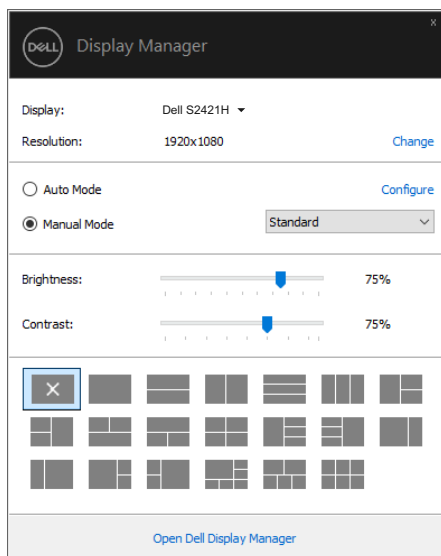 x
DELL Display Manager
Display: Dell S2421H
Resolution: 1920x1080 Change
Auto Mode Configure
Manual Mode Standard
Brightness: 75%
Contrast: 75%
Open Dell Display Manager